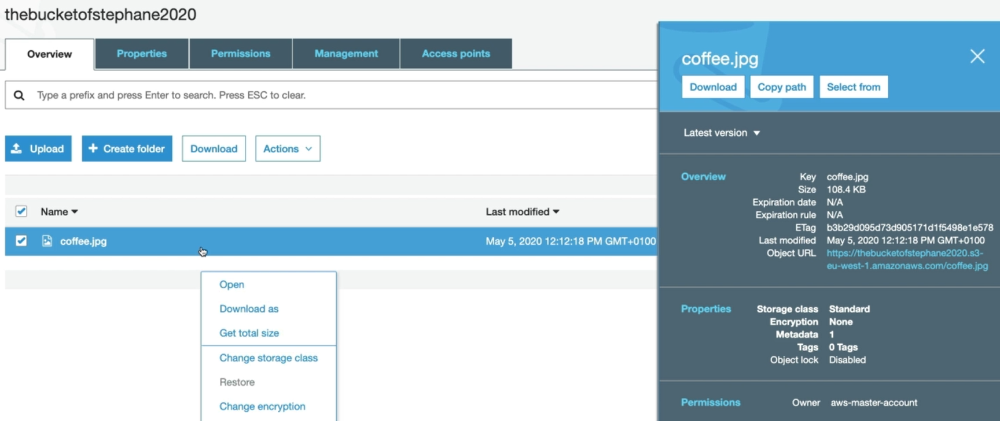 thebucketofstephane2020
Overview
Properties
Permissions
Management
Access points
Type a prefix and press Enter to search. Press ESC to clear.
Upload
Create folder
Download
Actions
Name
Last modified
coffee.jpg
May 5, 2020 12:12:18 PM GMT+0100
Open
Download as
Get total size
Change storage class
Restore
Change encryption
coffee.jpg
Download
Copy path
Select from
Latest version
Overview
Key coffee.jpg
Size 108.4 KB
Expiration date N/A
Expiration rule N/A
ETag b3b29d095d73d905171d1f5498e1e578
Last modified May 5, 2020 12:12:18 PM GMT+0100
Object URL https://thebucketofstephane2020.s3-
eu-west-1.amazonaws.com/coffee.jpg
Properties
Storage class Standard
Encryption None
Metadata 1
Tags 0 Tags
Object lock Disabled
Permissions
Owner aws-master-account